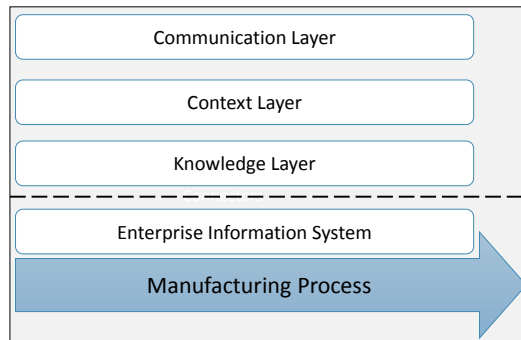 Communication Layer
Context Layer
Knowledge Layer
Enterprise Information System
Manufacturing Process